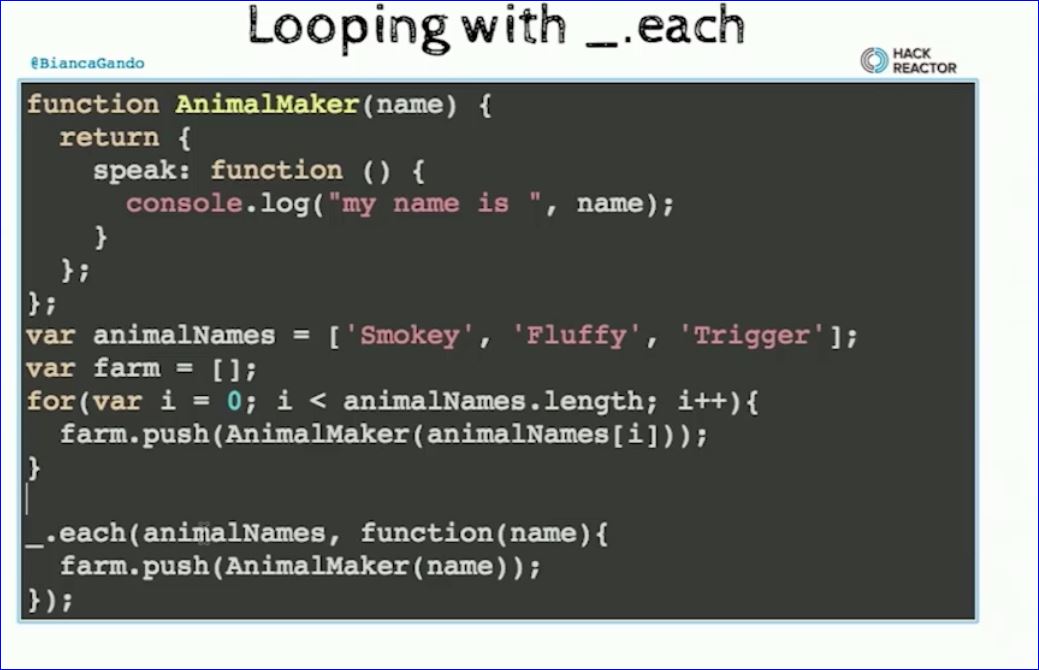 Looping with _.each
@BiancaGando
HACK
REACTOR
function AnimalMaker(name) {
  return {
    speak: function () {
      console.log("my name is ", name);
    }
  };
};
var animalNames = ['Smokey', 'Fluffy', 'Trigger'];
var farm = [];
for(var i = 0; i < animalNames.length; i++){
  farm.push(AnimalMaker(animalNames[i]));
}
_.each(animalNames, function(name){
  farm.push(AnimalMaker(name));
});